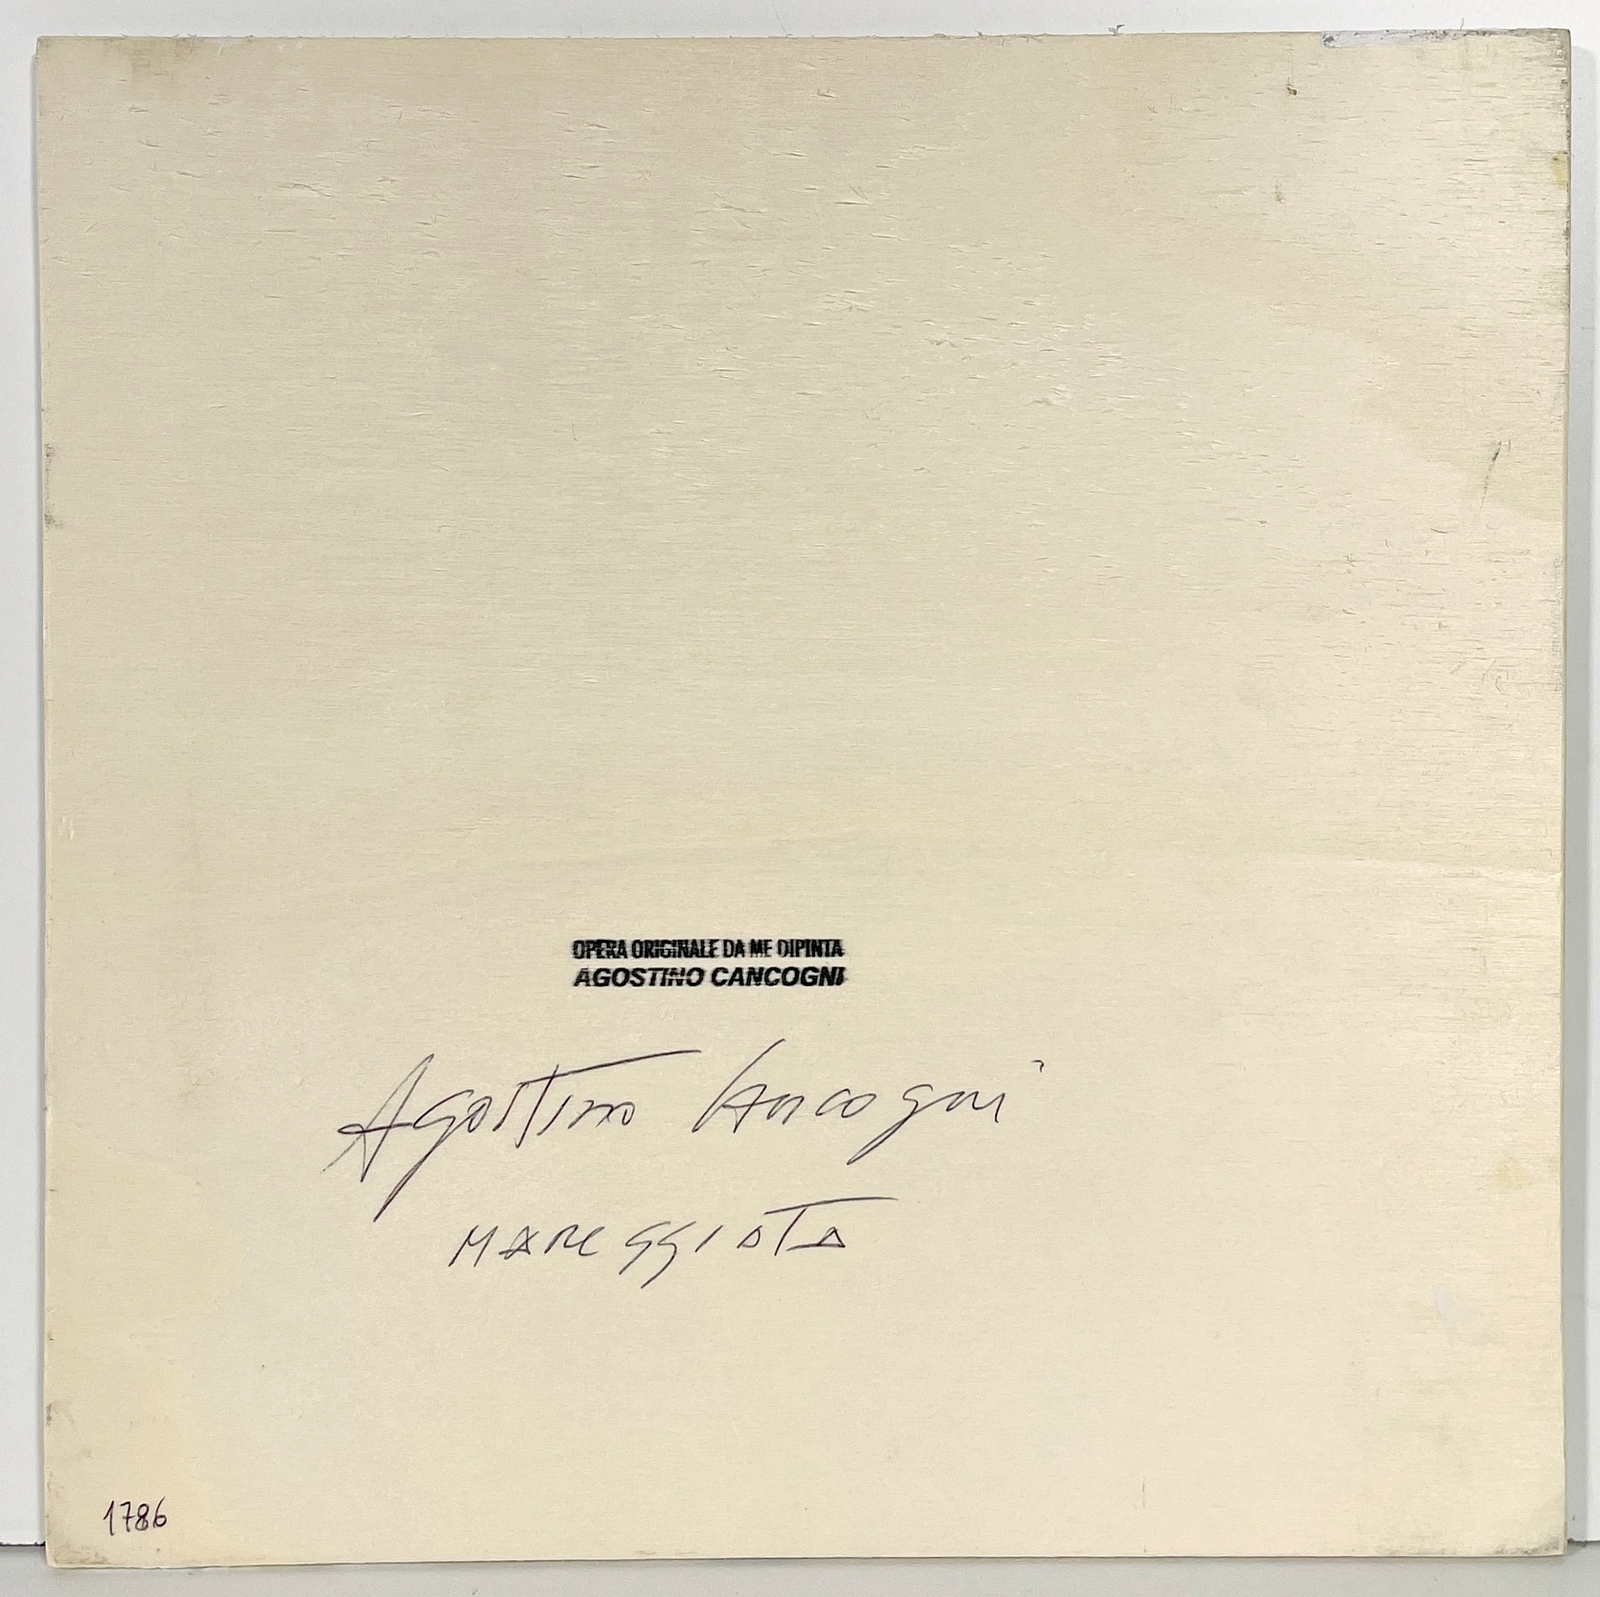 OPERA ORIGINALE DA ME DIPINTA
AGOSTINO CANCOGNI
Agostino Cancogni
MAREGGIATA
1786